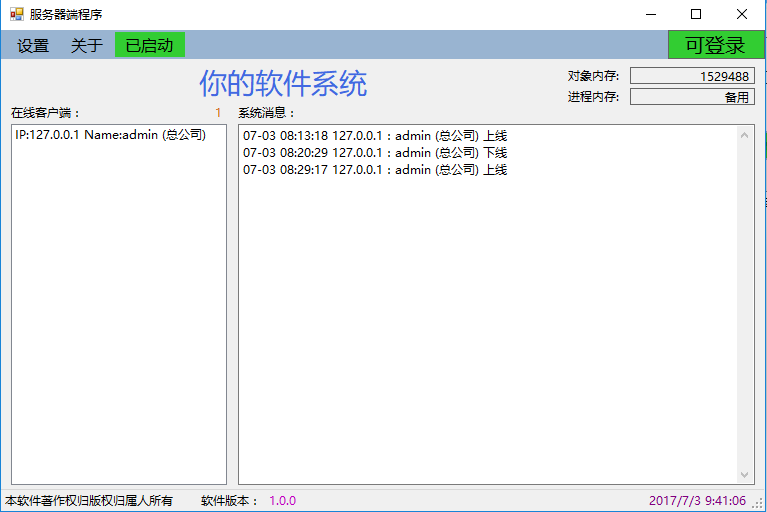 服务器端程序
设置 关于 已启动 可登录
你的软件系统
对象内存: 1529488
进程内存: 备用
在线客户端： 1
系统消息：
IP:127.0.0.1 Name:admin (总公司)
07-03 08:13:18 127.0.0.1 : admin (总公司) 上线
07-03 08:20:29 127.0.0.1 : admin (总公司) 下线
07-03 08:29:17 127.0.0.1 : admin (总公司) 上线
本软件著作权归版权归属人所有 软件版本： 1.0.0 2017/7/3 9:41:06